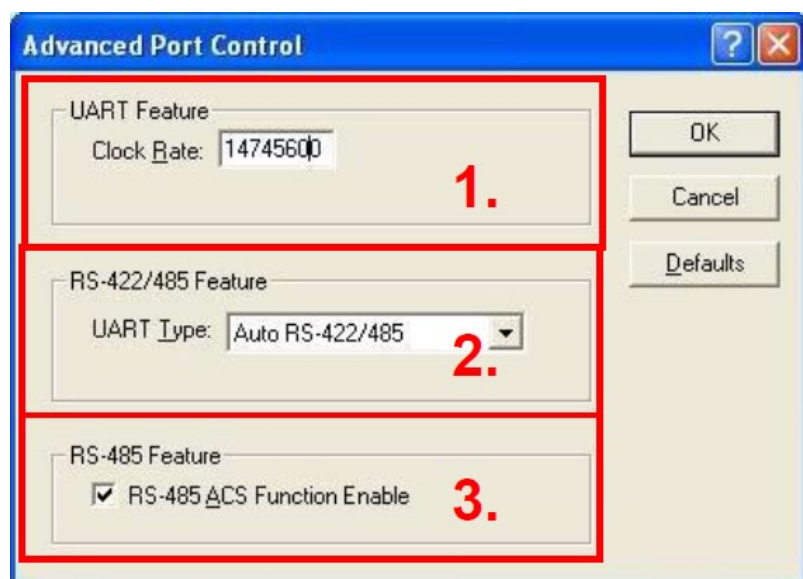 Advanced Port Control
?
UART Feature
Clock Rate: 14745600
1.
OK
Cancel
Defaults
RS-422/485 Feature
UART Type: Auto RS-422/485
2.
RS-485 Feature
RS-485 ACS Function Enable
3.